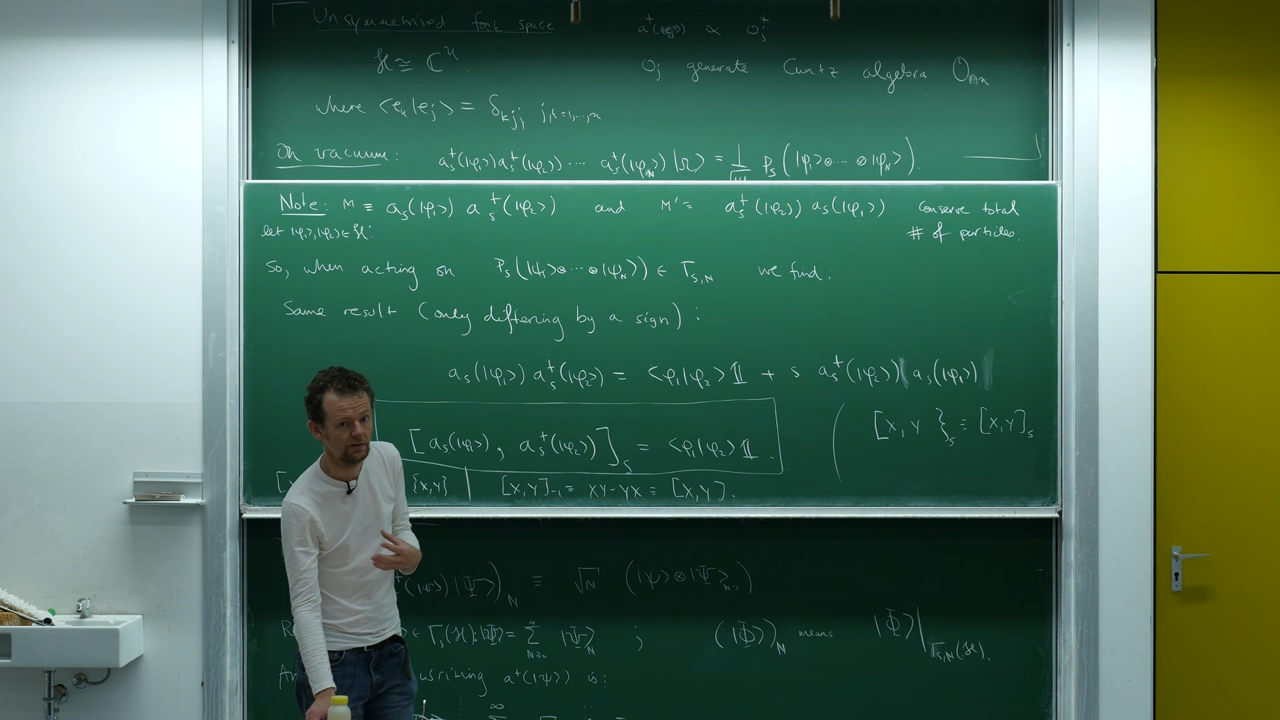 Unsymmetrised fock space
a†( ) ∝ O_j†
ℋ ≅ ℂⁿ.
O_j generate Cuntz algebra O_n
where <e_k|e_j> = δ_kj; j,k=1,...,n
On vacuum: a_s†(|φ₁>) a_s†(|φ₂>) ⋯ a_s†(|φ_N>) |Ω> = 1/√ P_s(|φ₁>⊗⋯⊗|φ_N>).
Note: M ≡ a_s(|φ₁>) a_s†(|φ₂>) and M' = a_s†(|φ₂>) a_s(|φ₁>) conserve total
let |φ₁>,|φ₂> ∈ ℋ: # of particles.
So, when acting on P_s(|ψ₁>⊗⋯⊗|ψ_N>) ∈ Γ_{s,N} we find:
Same result (only differing by a sign):
a_s(|φ₁>) a_s†(|φ₂>) = <φ₁|φ₂> 𝟙 + s a_s†(|φ₂>) a_s(|φ₁>)
[a_s(|φ₁>), a_s†(|φ₂>)]_s = <φ₁|φ₂> 𝟙.
( [X,Y}_s ≡ [X,Y]_s
{X,Y} | [X,Y]₋₁ = XY-YX = [X,Y].
(|ψ>)|Ψ>)_N ≡ √N (|ψ>⊗|Ψ>_{N-1})
∈ Γ_s(ℋ): |Ψ> = Σ_{N≥0}^∞ |Ψ>_N ; (|Φ>)_N means |Φ>|_{Γ_{s,N}(ℋ)}.
writing a†(|ψ>) is:
∞